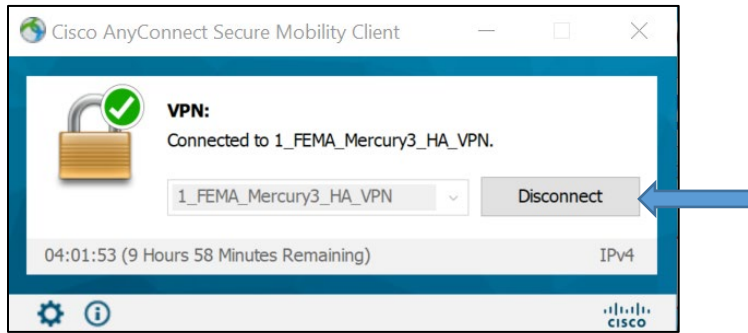 Cisco AnyConnect Secure Mobility Client
VPN:
Connected to 1_FEMA_Mercury3_HA_VPN.
1_FEMA_Mercury3_HA_VPN
Disconnect
04:01:53 (9 Hours 58 Minutes Remaining)
IPv4
CISCO